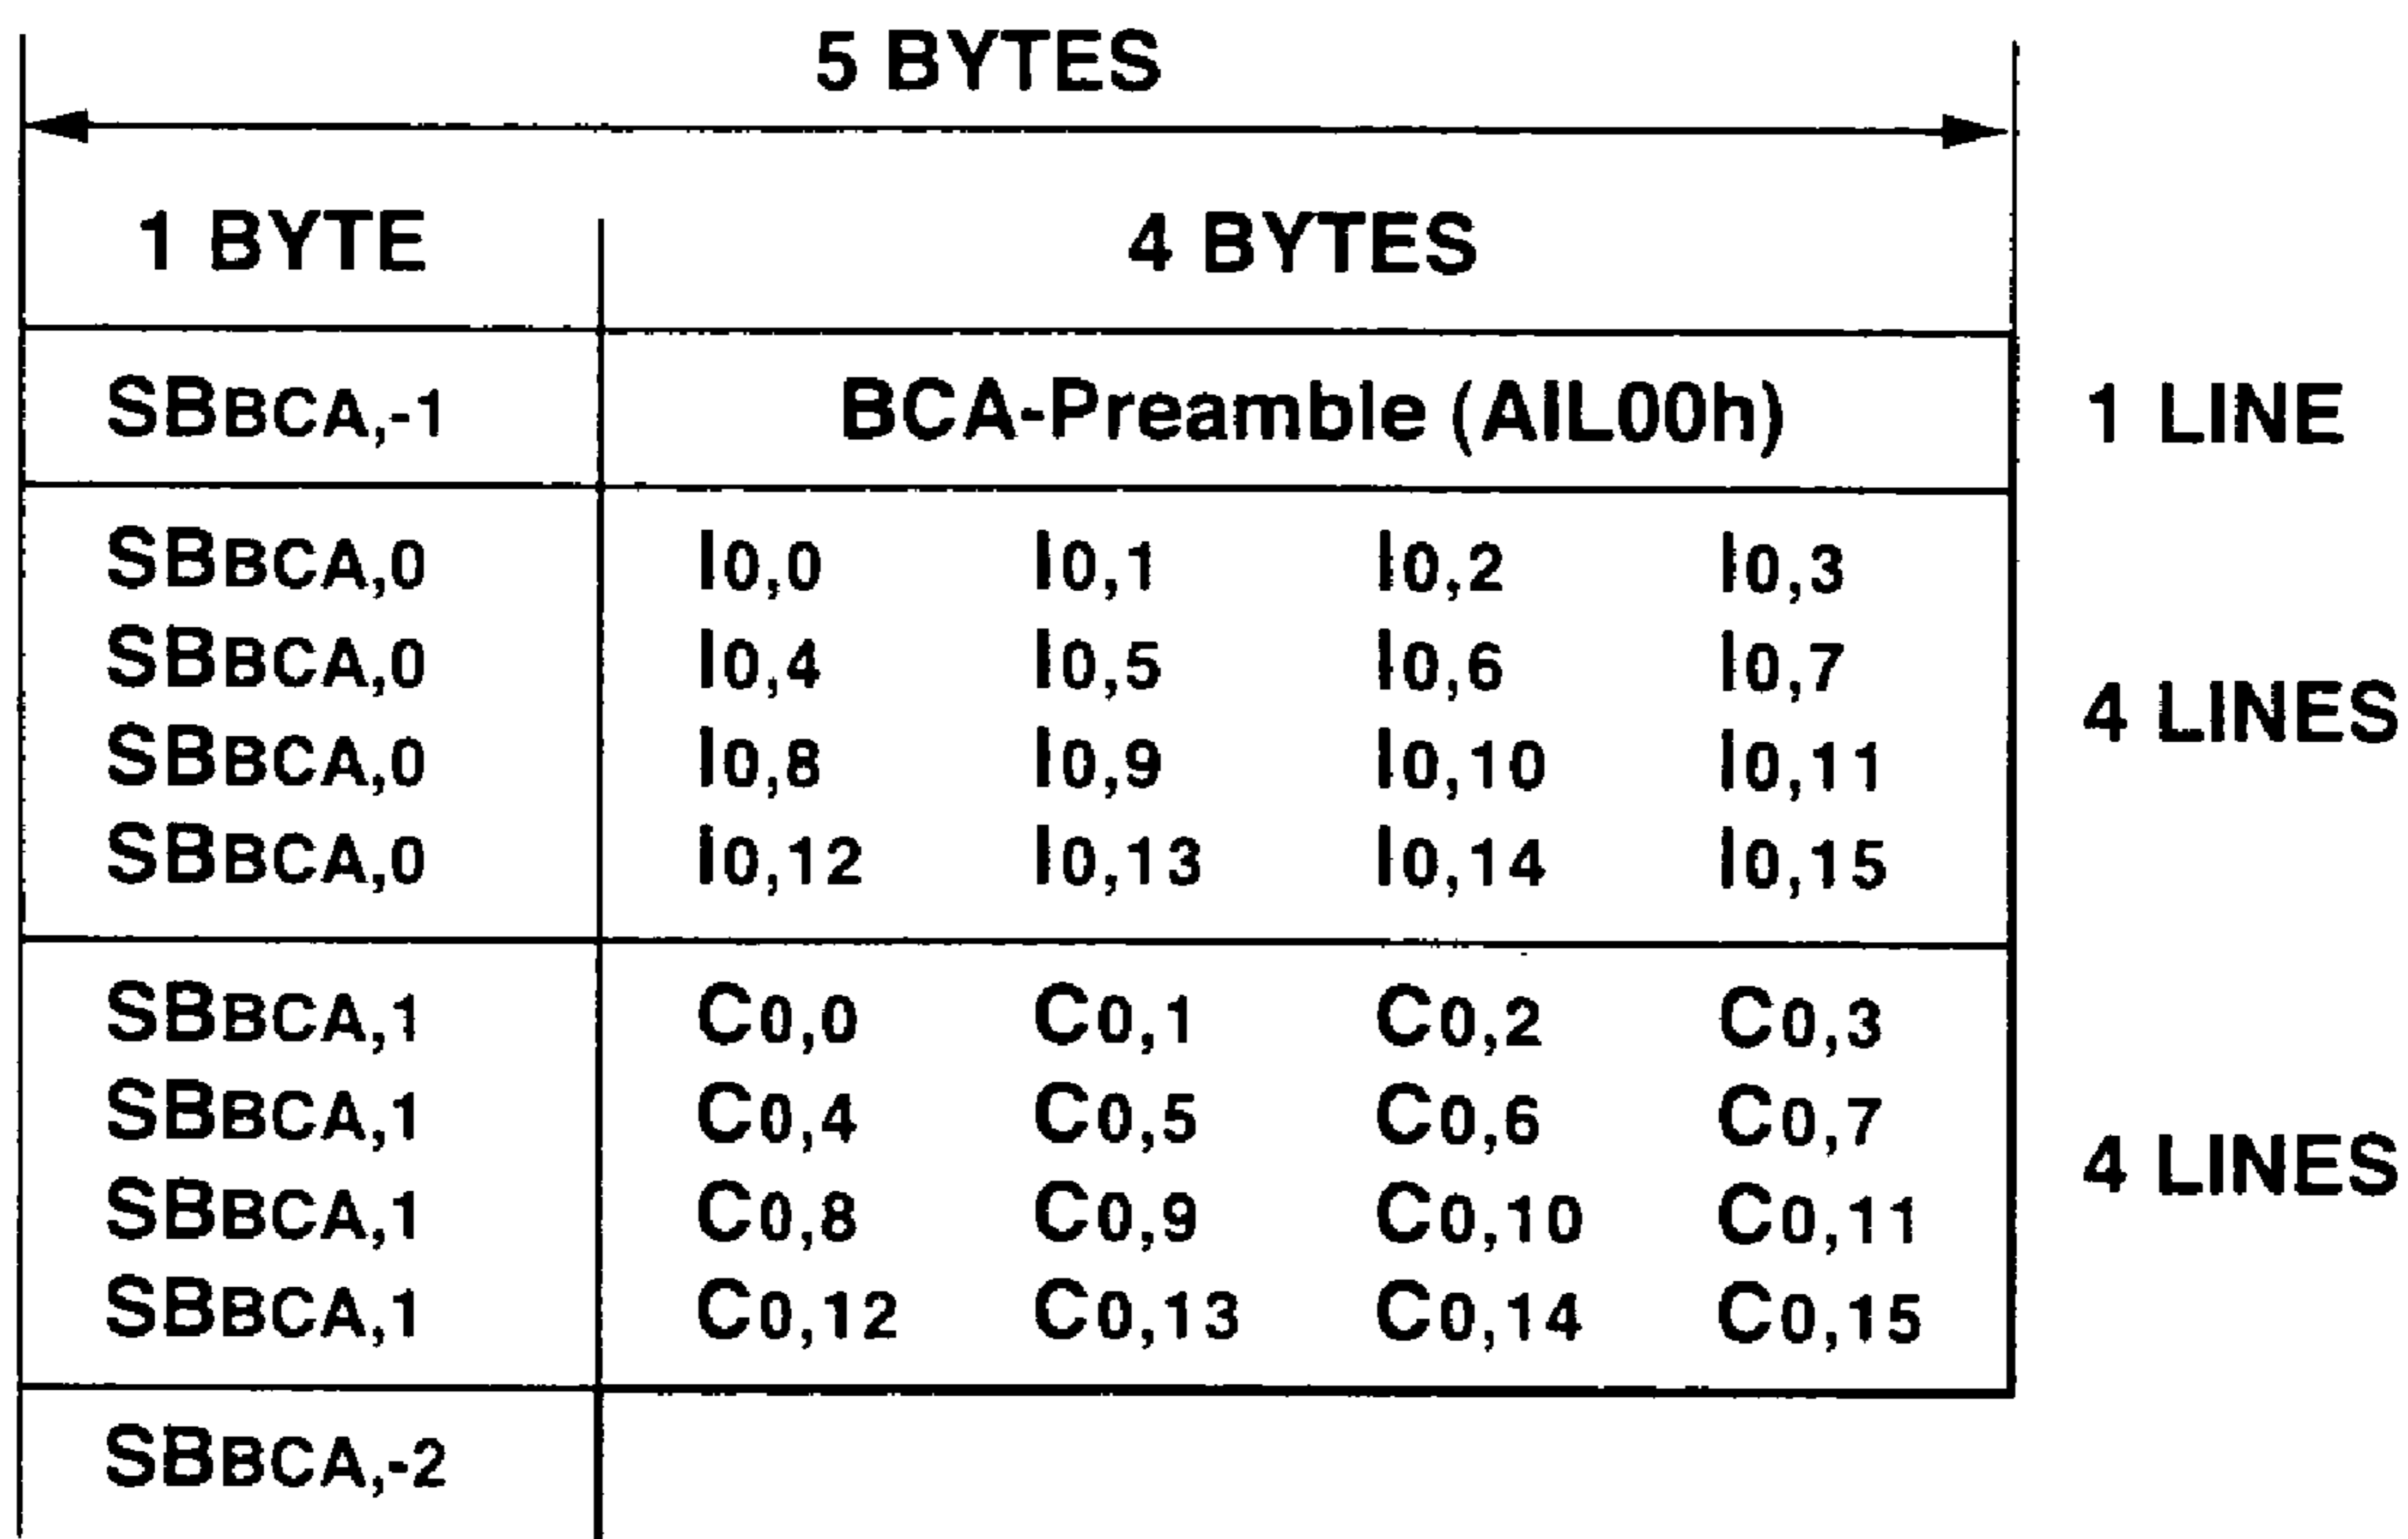 5 BYTES
1 BYTE 4 BYTES
SBBCA,-1 BCA-Preamble (AIL00h) 1 LINE
SBBCA,0 I0,0 I0,1 I0,2 I0,3
SBBCA,0 I0,4 I0,5 I0,6 I0,7
4 LINES
SBBCA,0 I0,8 I0,9 I0,10 I0,11
SBBCA,0 I0,12 I0,13 I0,14 I0,15
SBBCA,1 C0,0 C0,1 C0,2 C0,3
SBBCA,1 C0,4 C0,5 C0,6 C0,7
4 LINES
SBBCA,1 C0,8 C0,9 C0,10 C0,11
SBBCA,1 C0,12 C0,13 C0,14 C0,15
SBBCA,-2